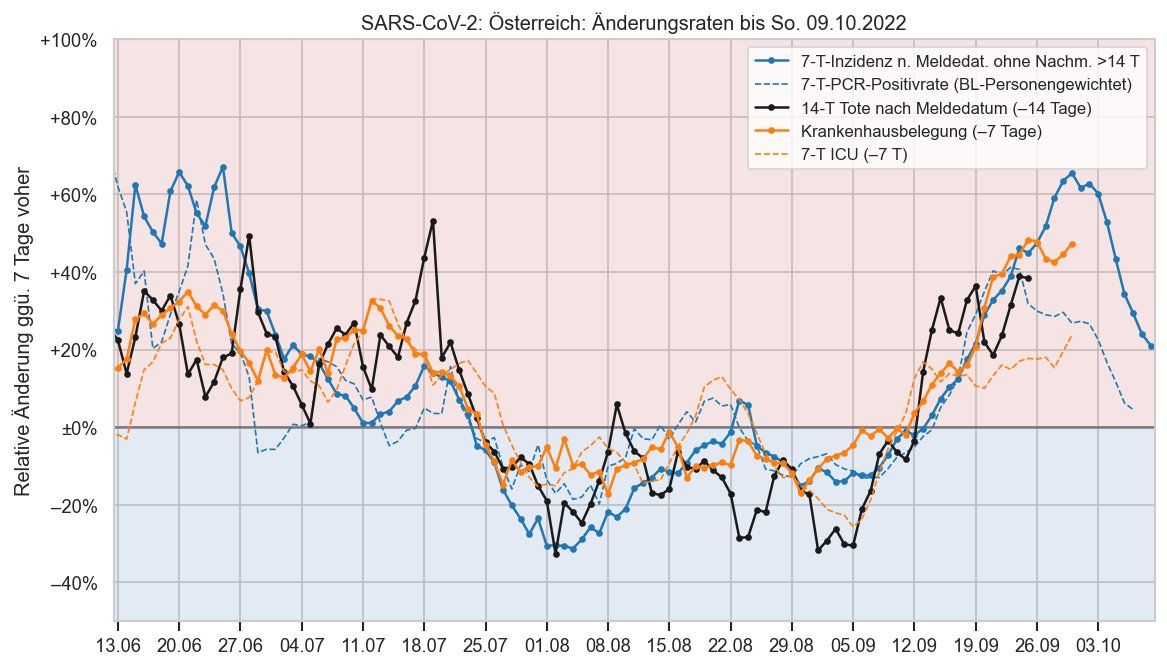 SARS-CoV-2: Österreich: Änderungsraten bis So. 09.10.2022
Relative Änderung ggü. 7 Tage voher
+100%
+80%
+60%
+40%
+20%
±0%
−20%
−40%
7-T-Inzidenz n. Meldedat. ohne Nachm. >14 T
7-T-PCR-Positivrate (BL-Personengewichtet)
14-T Tote nach Meldedatum (–14 Tage)
Krankenhausbelegung (–7 Tage)
7-T ICU (–7 T)
13.06 20.06 27.06 04.07 11.07 18.07 25.07 01.08 08.08 15.08 22.08 29.08 05.09 12.09 19.09 26.09 03.10